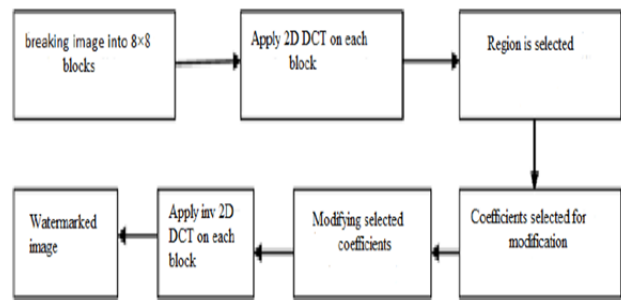 breaking image into 8×8
blocks
Apply 2D DCT on each
block
Region is selected
Coefficients selected for
modification
Modifying selected
coefficients
Apply inv 2D
DCT on each
block
Watermarked
image